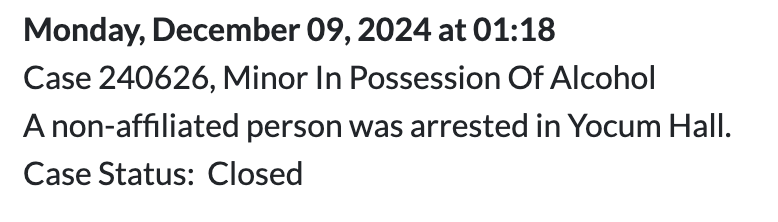 Monday, December 09, 2024 at 01:18
Case 240626, Minor In Possession Of Alcohol
A non-affiliated person was arrested in Yocum Hall.
Case Status:  Closed